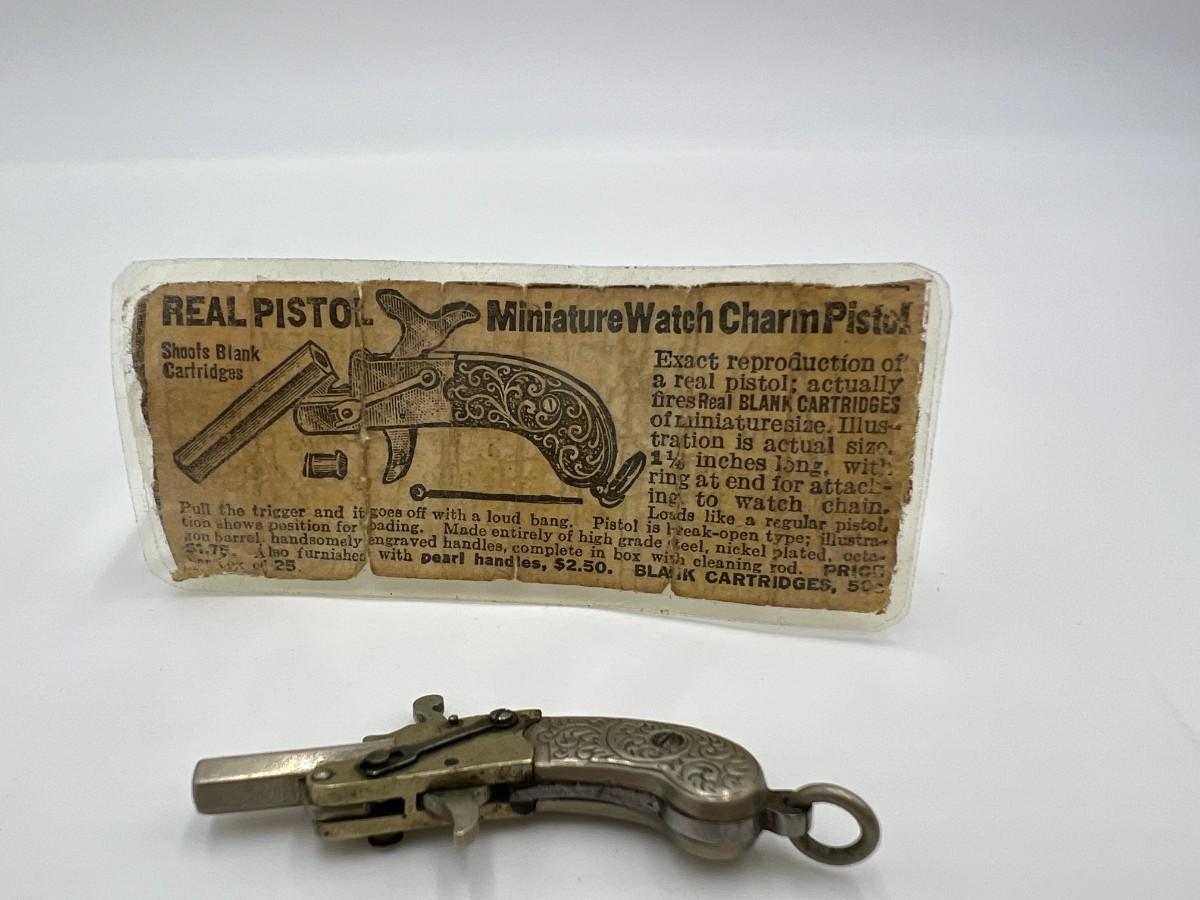 REAL PISTOL Miniature Watch Charm Pistol
Shoots Blank
Cartridges
Exact reproduction of
a real pistol; actually
fires Real BLANK CARTRIDGES
of miniature size. Illus-
tration is actual size,
inches long, with
ring at end for attach-
ing to watch chain.
Loads like a regular pistol.
Pull the trigger and it goes off with a loud bang. Pistol is break-open type; illustra-
tion shows position for loading. Made entirely of high grade steel, nickel plated, octa-
gon barrel, handsomely engraved handles, complete in box with cleaning rod. PRICE
$1.75. Also furnished with pearl handles, $2.50. BLANK CARTRIDGES, 50c
of 25.